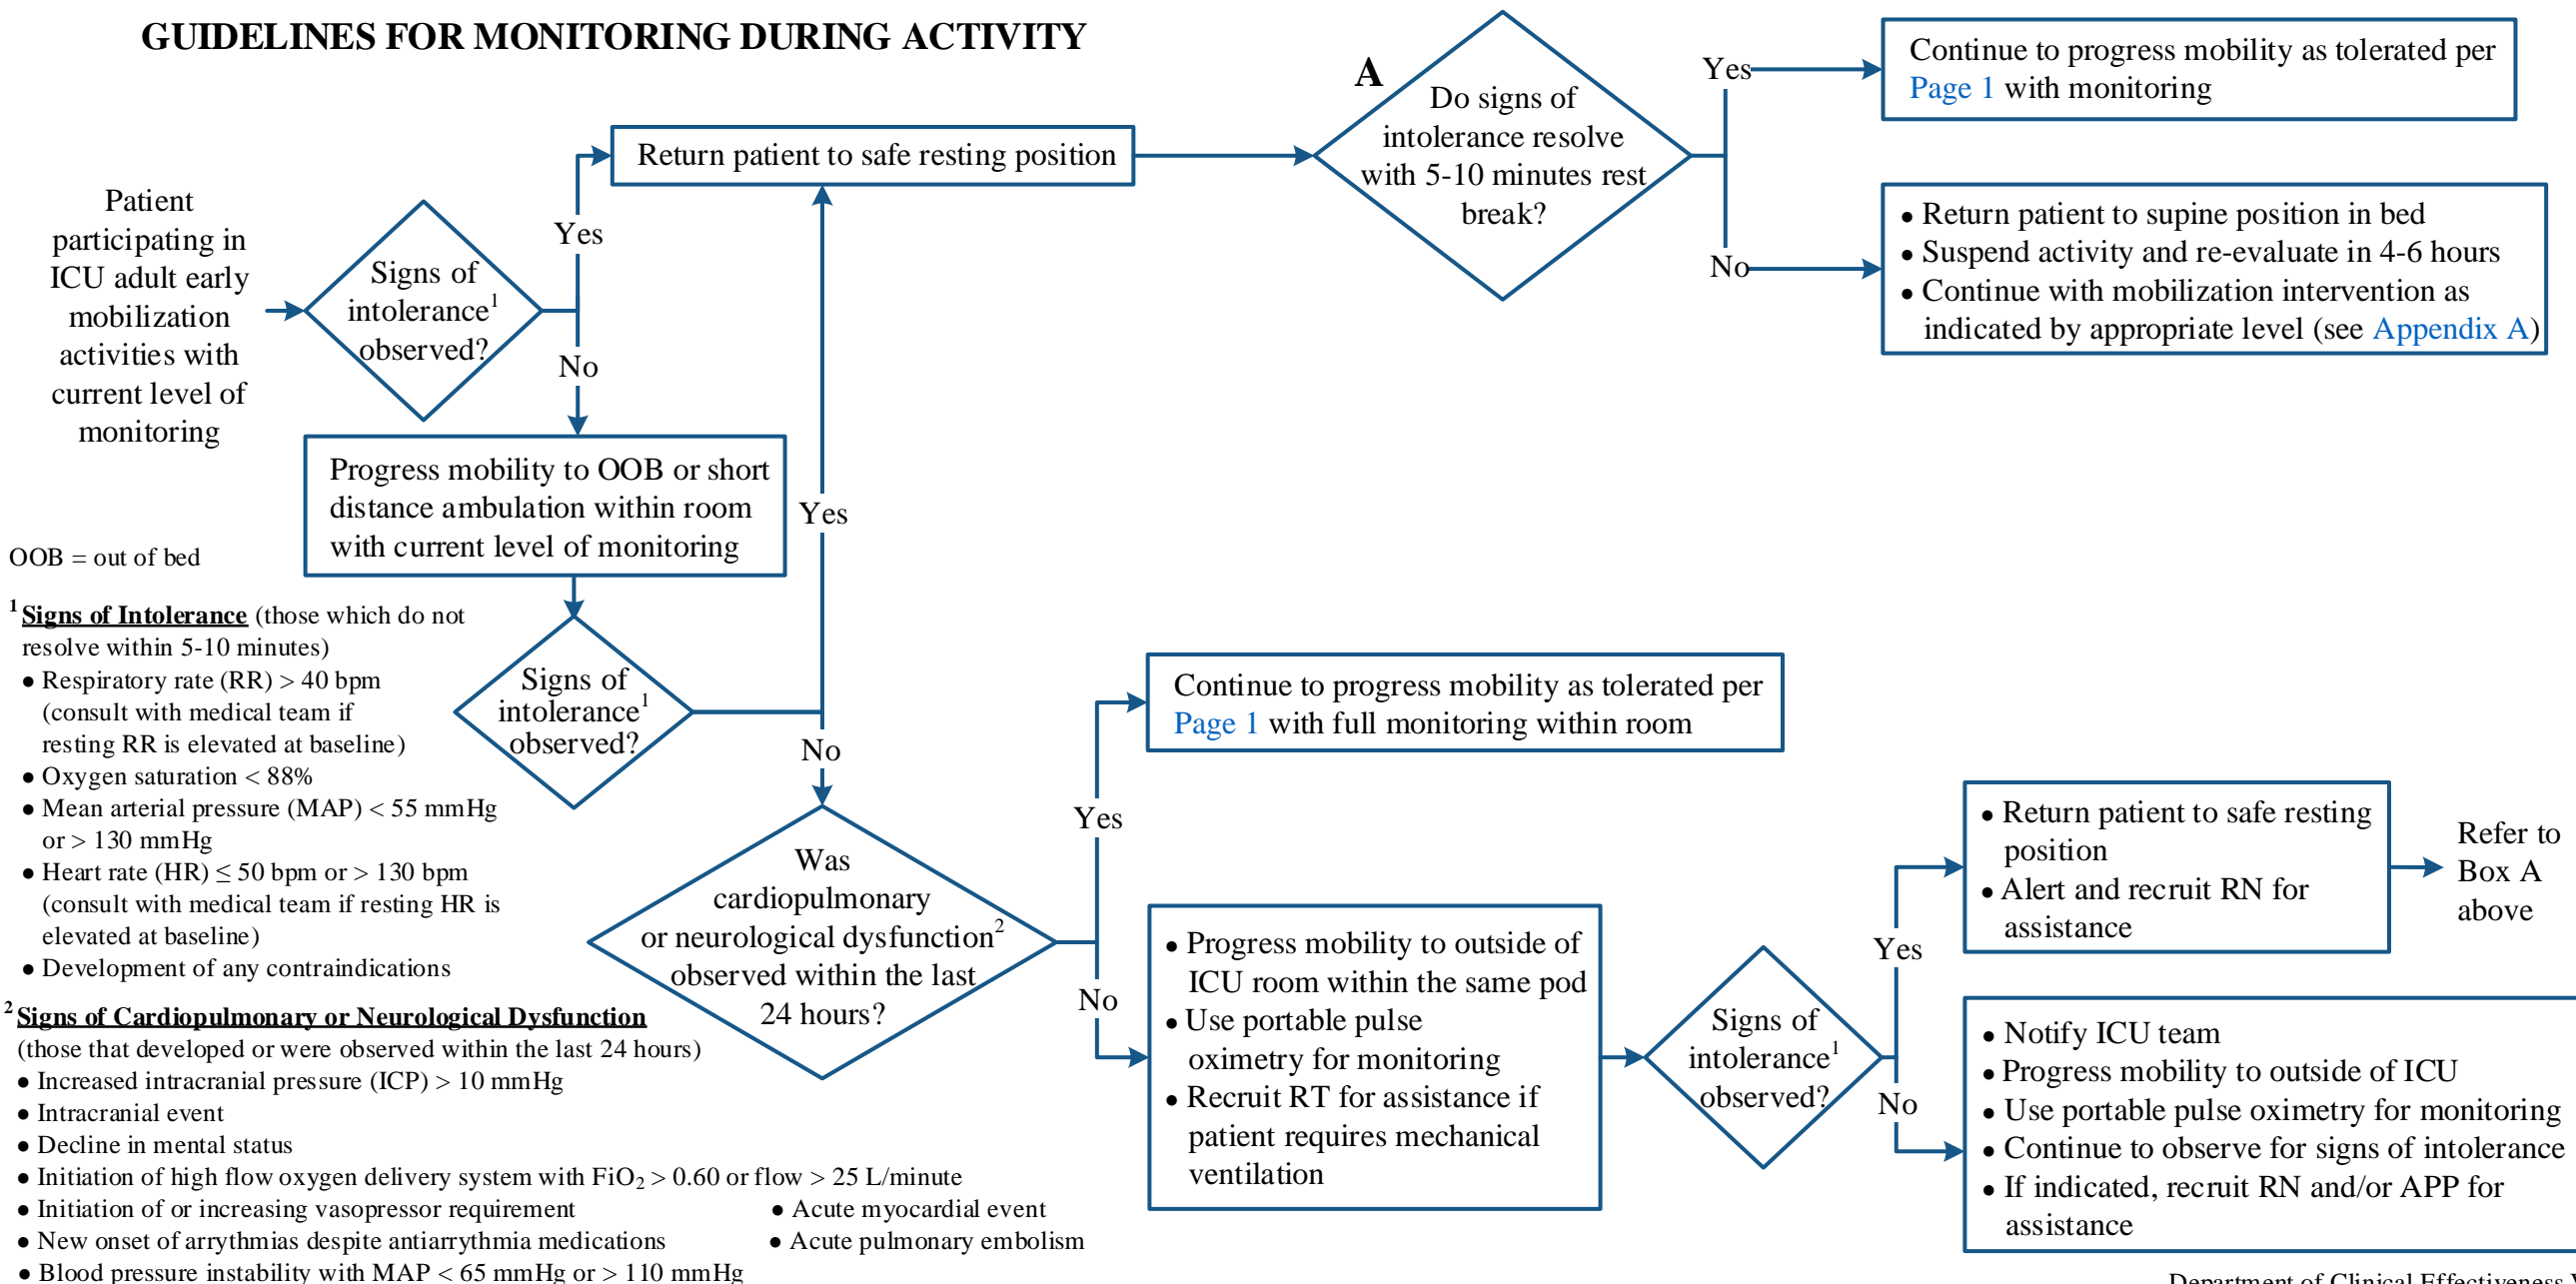 GUIDELINES FOR MONITORING DURING ACTIVITY
Patient
participating in
ICU adult early
mobilization
activities with
current level of
monitoring
Signs of
intolerance1
observed?
Yes
No
Return patient to safe resting position
A
Do signs of
intolerance resolve
with 5-10 minutes rest
break?
Yes
Continue to progress mobility as tolerated per
Page 1 with monitoring
No
● Return patient to supine position in bed
● Suspend activity and re-evaluate in 4-6 hours
● Continue with mobilization intervention as
indicated by appropriate level (see Appendix A)
Progress mobility to OOB or short
distance ambulation within room
with current level of monitoring
Signs of
intolerance1
observed?
Yes
No
Was
cardiopulmonary
or neurological dysfunction2
observed within the last
24 hours?
Yes
Continue to progress mobility as tolerated per
Page 1 with full monitoring within room
No
● Progress mobility to outside of
ICU room within the same pod
● Use portable pulse
oximetry for monitoring
● Recruit RT for assistance if
patient requires mechanical
ventilation
Signs of
intolerance1
observed?
Yes
● Return patient to safe resting
position
● Alert and recruit RN for
assistance
Refer to
Box A
above
No
● Notify ICU team
● Progress mobility to outside of ICU
● Use portable pulse oximetry for monitoring
● Continue to observe for signs of intolerance
● If indicated, recruit RN and/or APP for
assistance
OOB = out of bed
1 Signs of Intolerance (those which do not
resolve within 5-10 minutes)
● Respiratory rate (RR) > 40 bpm
(consult with medical team if
resting RR is elevated at baseline)
● Oxygen saturation < 88%
● Mean arterial pressure (MAP) < 55 mmHg
or > 130 mmHg
● Heart rate (HR) ≤ 50 bpm or > 130 bpm
(consult with medical team if resting HR is
elevated at baseline)
● Development of any contraindications
2 Signs of Cardiopulmonary or Neurological Dysfunction
(those that developed or were observed within the last 24 hours)
● Increased intracranial pressure (ICP) > 10 mmHg
● Intracranial event
● Decline in mental status
● Initiation of high flow oxygen delivery system with FiO2 > 0.60 or flow > 25 L/minute
● Initiation of or increasing vasopressor requirement
● Acute myocardial event
● New onset of arrythmias despite antiarrythmia medications
● Acute pulmonary embolism
● Blood pressure instability with MAP < 65 mmHg or > 110 mmHg
Department of Clinical Effectiveness